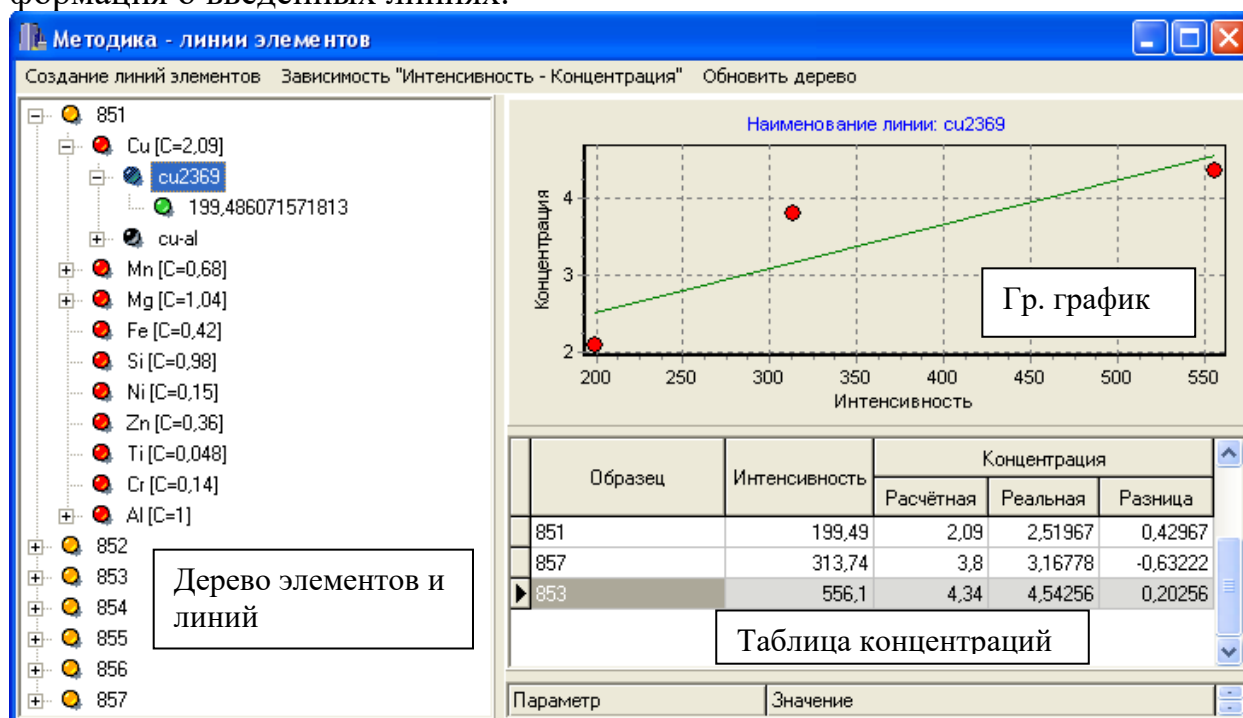 формация о введенных линиях.
Методика - линии элементов
Создание линий элементов Зависимость "Интенсивность - Концентрация" Обновить дерево
851
Cu [C=2,09]
cu2369
199,486071571813
cu-al
Mn [C=0,68]
Mg [C=1,04]
Fe [C=0,42]
Si [C=0,98]
Ni [C=0,15]
Zn [C=0,36]
Ti [C=0,048]
Cr [C=0,14]
Al [C=1]
852
853
854
855
856
857
Дерево элементов и
линий
Наименование линии: cu2369
Концентрация
4
3
2
200 250 300 350 400 450 500 550
Интенсивность
Гр. график
Образец Интенсивность Концентрация
Расчётная Реальная Разница
851 199,49 2,09 2,51967 0,42967
857 313,74 3,8 3,16778 -0,63222
853 556,1 4,34 4,54256 0,20256
Таблица концентраций
Параметр Значение